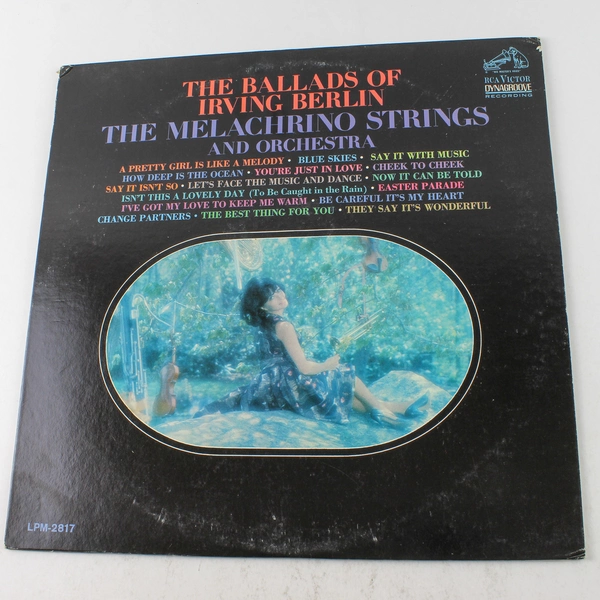 THE BALLADS OF
IRVING BERLIN
THE MELACHRINO STRINGS
AND ORCHESTRA
A PRETTY GIRL IS LIKE A MELODY • BLUE SKIES • SAY IT WITH MUSIC
HOW DEEP IS THE OCEAN • YOU'RE JUST IN LOVE • CHEEK TO CHEEK
SAY IT ISN'T SO • LET'S FACE THE MUSIC AND DANCE • NOW IT CAN BE TOLD
ISN'T THIS A LOVELY DAY (To Be Caught in the Rain) • EASTER PARADE
I'VE GOT MY LOVE TO KEEP ME WARM • BE CAREFUL IT'S MY HEART
CHANGE PARTNERS • THE BEST THING FOR YOU • THEY SAY IT'S WONDERFUL
RCA VICTOR
DYNAGROOVE
RECORDING
LPM-2817